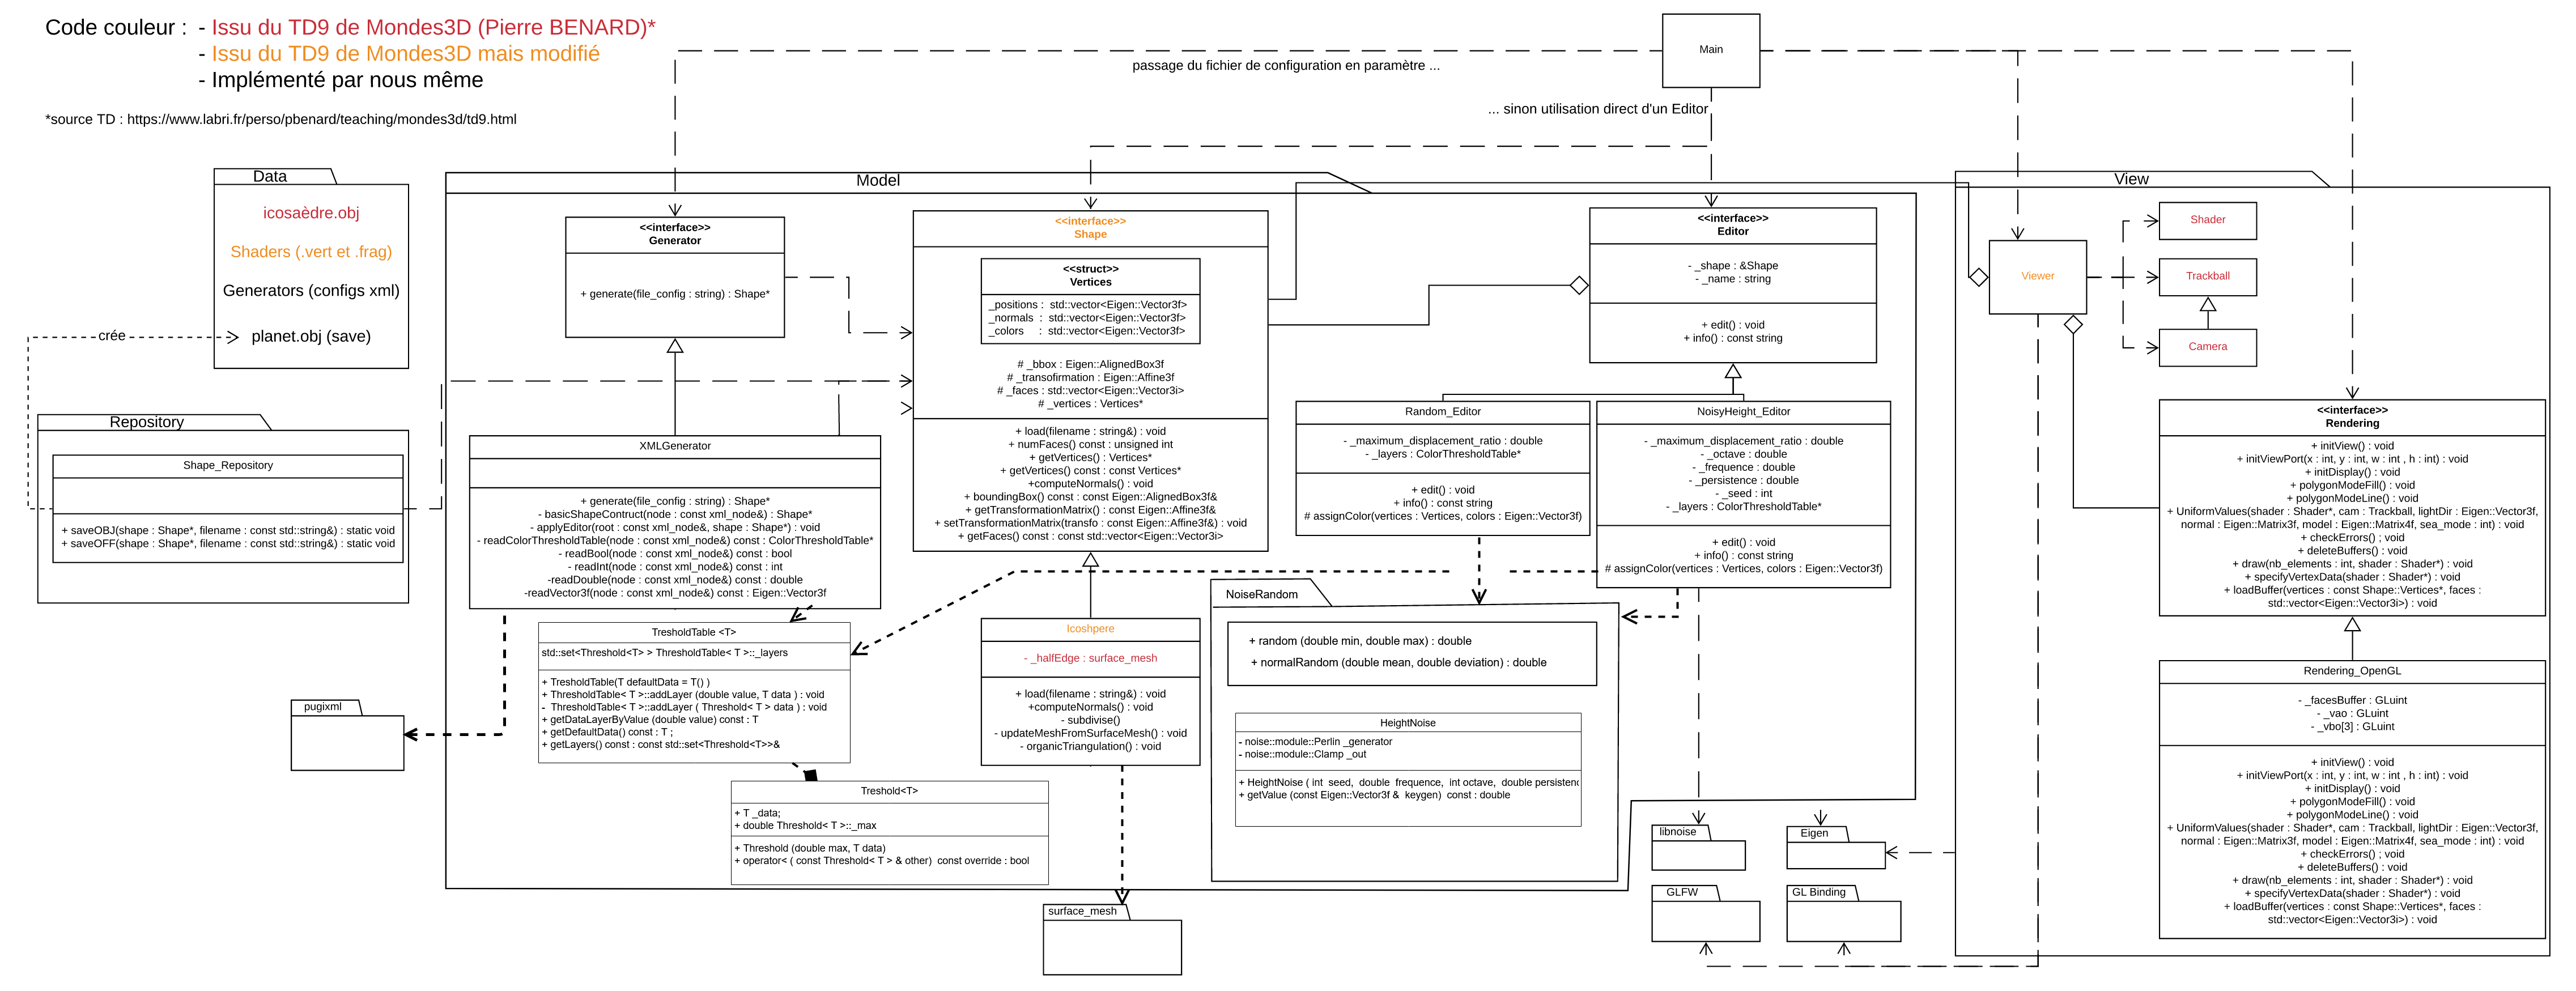 Code couleur : - Issu du TD9 de Mondes3D (Pierre BENARD)*
- Issu du TD9 de Mondes3D mais modifié
- Implémenté par nous même
*source TD : https://www.labri.fr/perso/pbenard/teaching/mondes3d/td9.html
Main
passage du fichier de configuration en paramètre ...
... sinon utilisation direct d'un Editor
Data
icosaèdre.obj
Shaders (.vert et .frag)
Generators (configs xml)
planet.obj (save)
crée
Repository
Shape_Repository
+ saveOBJ(shape : Shape*, filename : const std::string&) : static void
+ saveOFF(shape : Shape*, filename : const std::string&) : static void
pugixml
Model
<<interface>>
Generator
+ generate(file_config : string) : Shape*
XMLGenerator
+ generate(file_config : string) : Shape*
- basicShapeContruct(node : const xml_node&) : Shape*
- applyEditor(root : const xml_node&, shape : Shape*) : void
- readColorThresholdTable(node : const xml_node&) const : ColorThresholdTable*
- readBool(node : const xml_node&) const : bool
- readInt(node : const xml_node&) const : int
-readDouble(node : const xml_node&) const : double
-readVector3f(node : const xml_node&) const : Eigen::Vector3f
TresholdTable <T>
std::set<Threshold<T> > ThresholdTable< T >::_layers
+ TresholdTable(T defaultData = T() )
+ ThresholdTable< T >::addLayer (double value, T data ) : void
- ThresholdTable< T >::addLayer ( Threshold< T > data ) : void
+ getDataLayerByValue (double value) const : T
+ getDefaultData() const : T ;
+ getLayers() const : const std::set<Threshold<T>>&
Treshold<T>
+ T _data;
+ double Threshold< T >::_max
+ Threshold (double max, T data)
+ operator< ( const Threshold< T > & other) const override : bool
<<interface>>
Shape
<<struct>>
Vertices
_positions : std::vector<Eigen::Vector3f>
_normals : std::vector<Eigen::Vector3f>
_colors : std::vector<Eigen::Vector3f>
# _bbox : Eigen::AlignedBox3f
# _transofirmation : Eigen::Affine3f
# _faces : std::vector<Eigen::Vector3i>
# _vertices : Vertices*
+ load(filename : string&) : void
+ numFaces() const : unsigned int
+ getVertices() : Vertices*
+ getVertices() const : const Vertices*
+computeNormals() : void
+ boundingBox() const : const Eigen::AlignedBox3f&
+ getTransformationMatrix() : const Eigen::Affine3f&
+ setTransformationMatrix(transfo : const Eigen::Affine3f&) : void
+ getFaces() const : const std::vector<Eigen::Vector3i>
Icoshpere
- _halfEdge : surface_mesh
+ load(filename : string&) : void
+computeNormals() : void
- subdivise()
- updateMeshFromSurfaceMesh() : void
- organicTriangulation() : void
surface_mesh
<<interface>>
Editor
- _shape : &Shape
- _name : string
+ edit() : void
+ info() : const string
Random_Editor
- _maximum_displacement_ratio : double
- _layers : ColorThresholdTable*
+ edit() : void
+ info() : const string
# assignColor(vertices : Vertices, colors : Eigen::Vector3f)
NoisyHeight_Editor
- _maximum_displacement_ratio : double
- _octave : double
- _frequence : double
- _persistence : double
- _seed : int
- _layers : ColorThresholdTable*
+ edit() : void
+ info() : const string
# assignColor(vertices : Vertices, colors : Eigen::Vector3f)
NoiseRandom
+ random (double min, double max) : double
+ normalRandom (double mean, double deviation) : double
HeightNoise
- noise::module::Perlin _generator
- noise::module::Clamp _out
+ HeightNoise ( int seed, double frequence, int octave, double persistenc
+ getValue (const Eigen::Vector3f & keygen) const : double
libnoise
Eigen
GLFW
GL Binding
View
Viewer
Shader
Trackball
Camera
<<interface>>
Rendering
+ initView() : void
+ initViewPort(x : int, y : int, w : int , h : int) : void
+ initDisplay() : void
+ polygonModeFill() : void
+ polygonModeLine() : void
+ UniformValues(shader : Shader*, cam : Trackball, lightDir : Eigen::Vector3f,
normal : Eigen::Matrix3f, model : Eigen::Matrix4f, sea_mode : int) : void
+ checkErrors() ; void
+ deleteBuffers() : void
+ draw(nb_elements : int, shader : Shader*) : void
+ specifyVertexData(shader : Shader*) : void
+ loadBuffer(vertices : const Shape::Vertices*, faces :
std::vector<Eigen::Vector3i>) : void
Rendering_OpenGL
- _facesBuffer : GLuint
- _vao : GLuint
- _vbo[3] : GLuint
+ initView() : void
+ initViewPort(x : int, y : int, w : int , h : int) : void
+ initDisplay() : void
+ polygonModeFill() : void
+ polygonModeLine() : void
+ UniformValues(shader : Shader*, cam : Trackball, lightDir : Eigen::Vector3f,
normal : Eigen::Matrix3f, model : Eigen::Matrix4f, sea_mode : int) : void
+ checkErrors() ; void
+ deleteBuffers() : void
+ draw(nb_elements : int, shader : Shader*) : void
+ specifyVertexData(shader : Shader*) : void
+ loadBuffer(vertices : const Shape::Vertices*, faces :
std::vector<Eigen::Vector3i>) : void